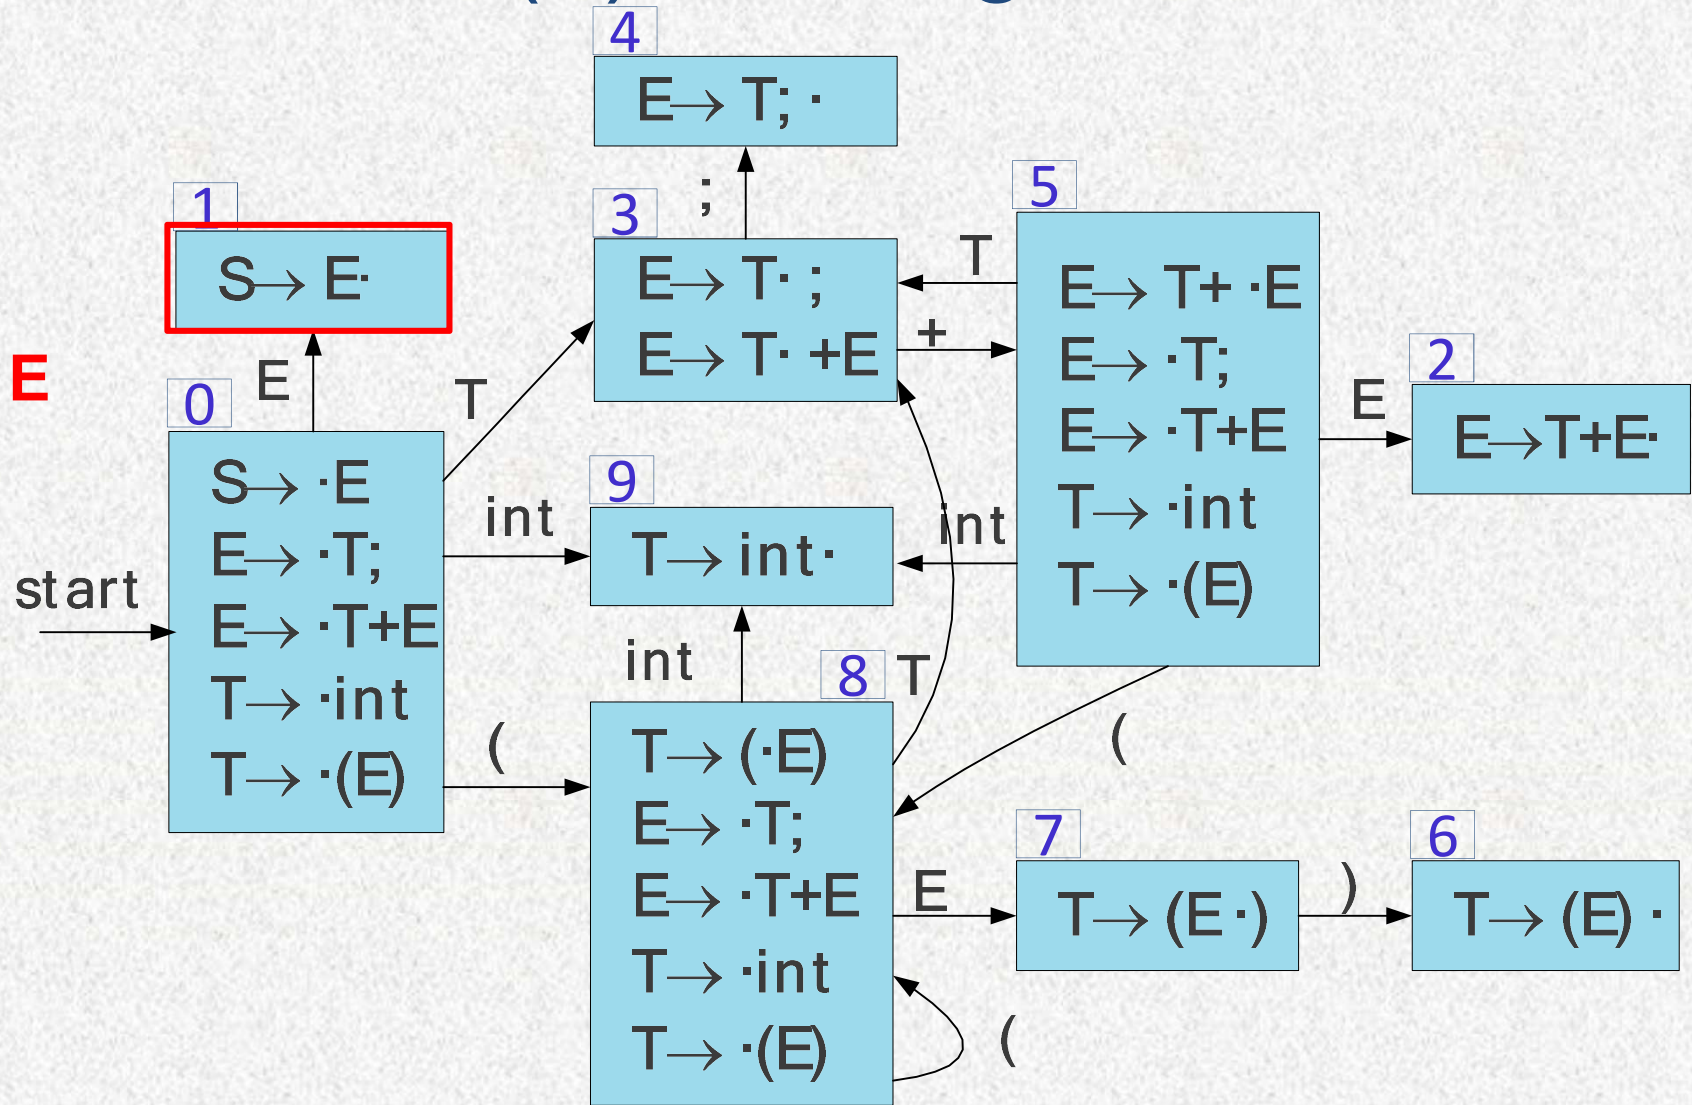 4
E→ T; ·
;
1
S→ E·
3
E→ T· ;
E→ T· +E
5
E→ T+ ·E
E→ ·T;
E→ ·T+E
T→ ·int
T→ ·(E)
T
+
E
E
T
0
S→ ·E
E→ ·T;
E→ ·T+E
T→ ·int
T→ ·(E)
start
int
9
T→ int·
int
E
2
E→T+E·
int
8
T
(
T→ (·E)
E→ ·T;
E→ ·T+E
T→ ·int
T→ ·(E)
(
E
7
T→ (E·)
)
6
T→ (E) ·
(